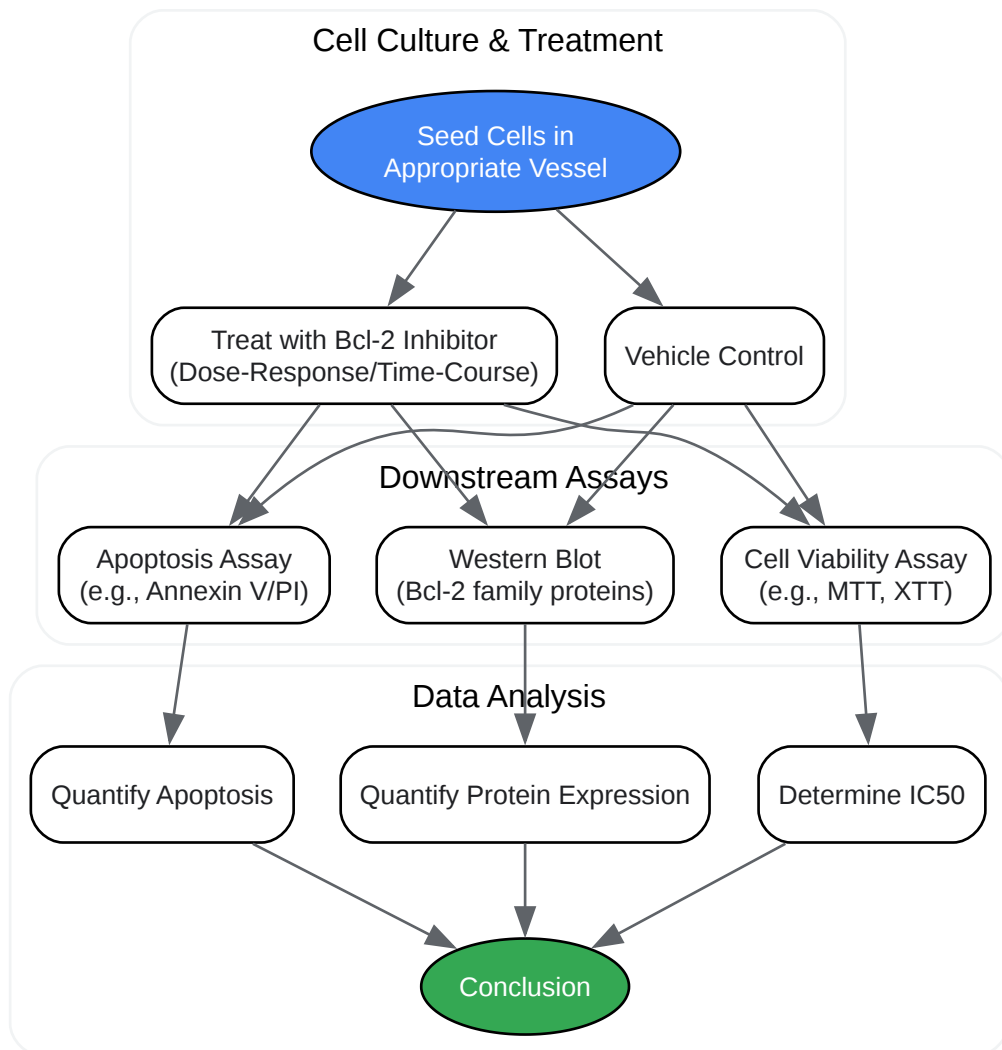 Cell Culture & Treatment
Seed Cells in
Appropriate Vessel
Treat with Bcl-2 Inhibitor
(Dose-Response/Time-Course)
Vehicle Control
Downstream Assays
Apoptosis Assay
(e.g., Annexin V/PI)
Western Blot
(Bcl-2 family proteins)
Cell Viability Assay
(e.g., MTT, XTT)
Data Analysis
Quantify Apoptosis
Quantify Protein Expression
Determine IC50
Conclusion